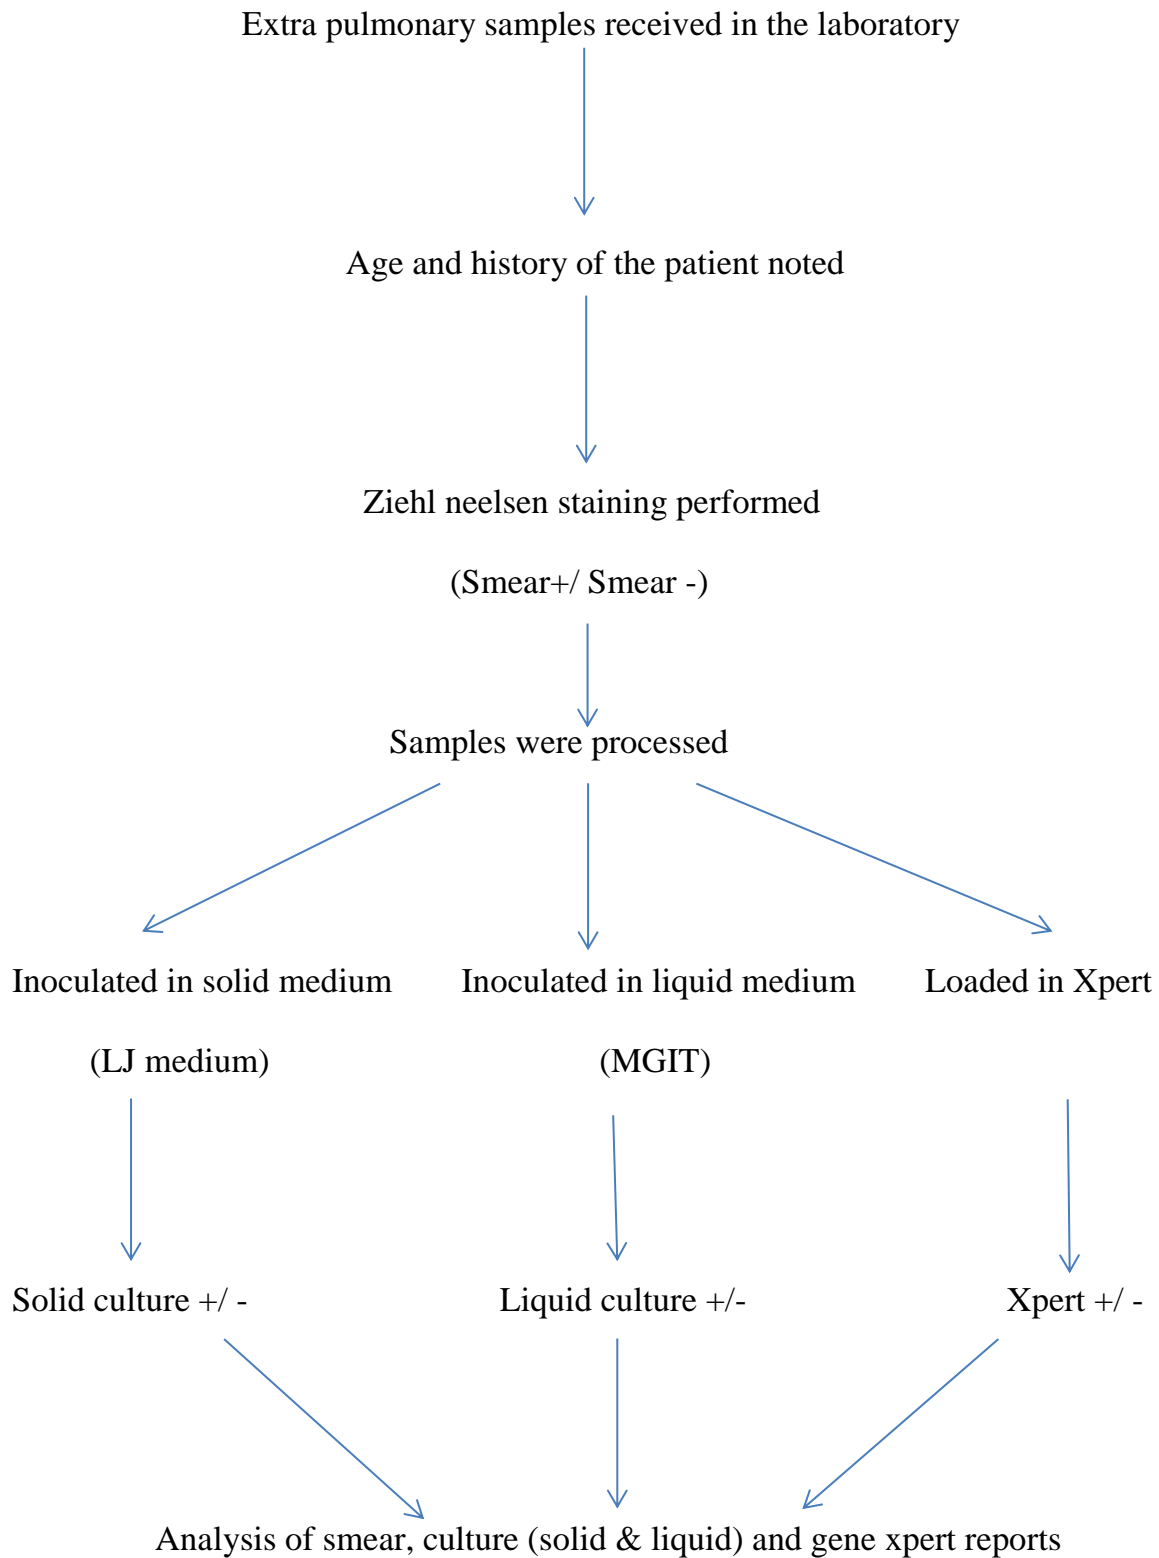 Extra pulmonary samples received in the laboratory
Age and history of the patient noted
Ziehl neelsen staining performed
(Smear+/ Smear -)
Samples were processed
Inoculated in solid medium
(LJ medium)
Inoculated in liquid medium
(MGIT)
Loaded in Xpert
Solid culture +/ -
Liquid culture +/-
Xpert +/ -
Analysis of smear, culture (solid & liquid) and gene xpert reports